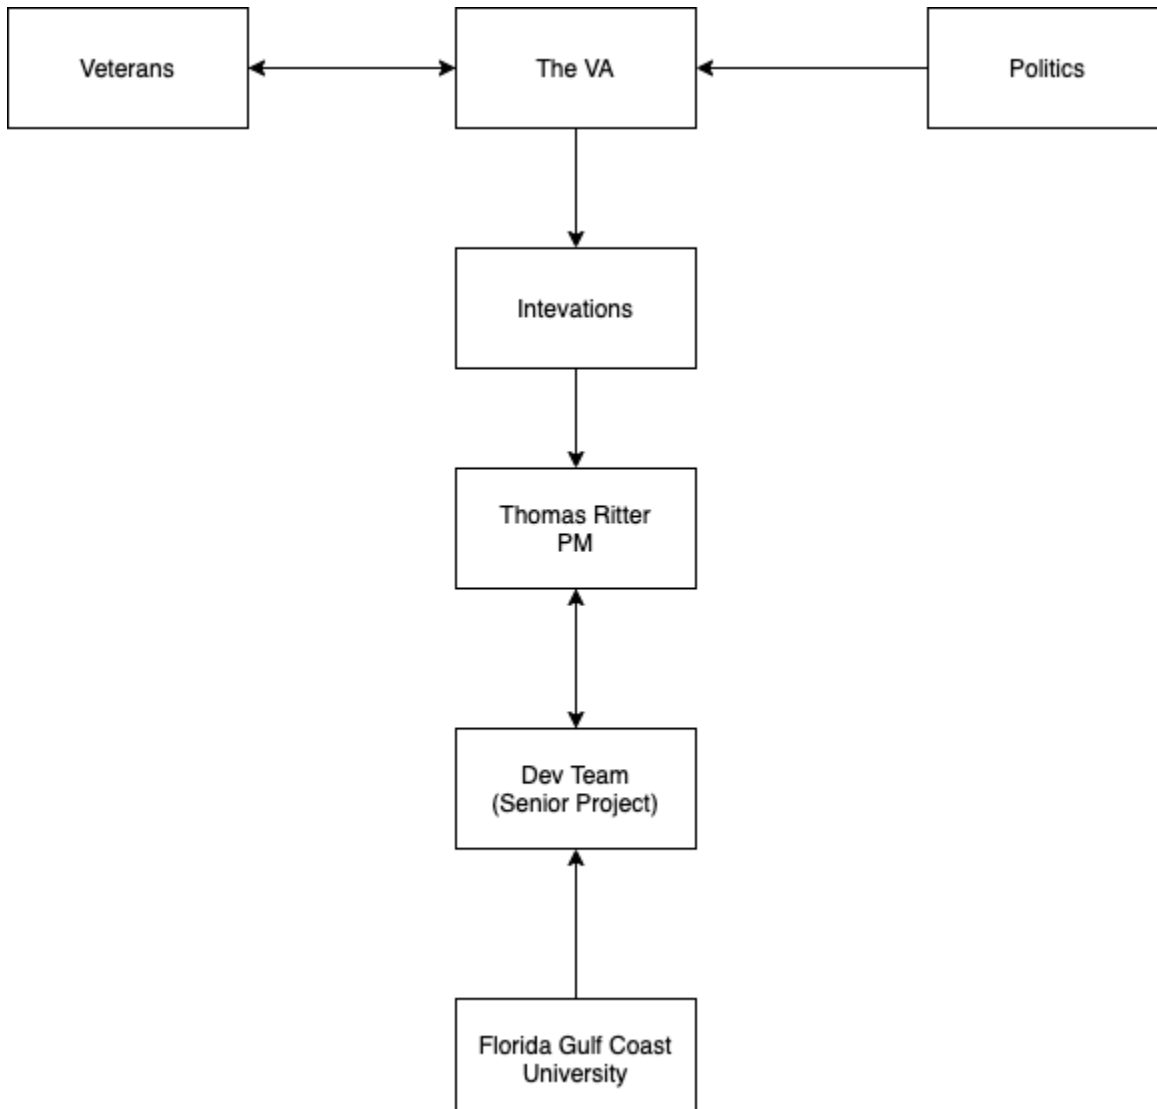 Veterans
The VA
Politics
Intevations
Thomas Ritter
PM
Dev Team
(Senior Project)
Florida Gulf Coast
University